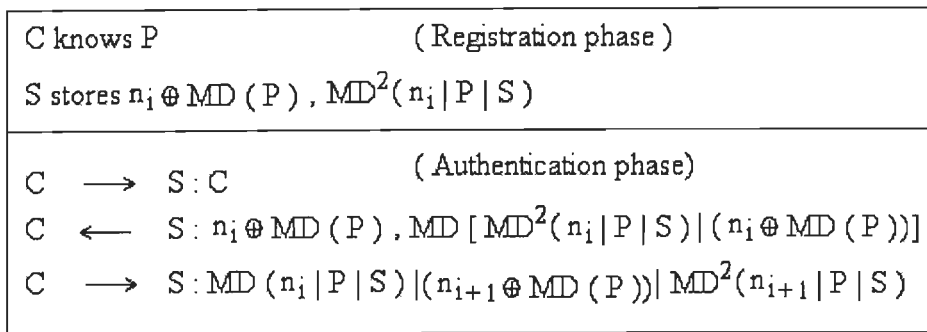 C knows P ( Registration phase )
S stores nᵢ ⊕ MD ( P ) , MD²( nᵢ | P | S )
( Authentication phase)
C ⟶ S : C
C ⟵ S : nᵢ ⊕ MD ( P ) , MD [ MD²( nᵢ | P | S ) | ( nᵢ ⊕ MD ( P ))]
C ⟶ S : MD ( nᵢ | P | S ) |( nᵢ₊₁ ⊕ MD ( P ))| MD²( nᵢ₊₁ | P | S )